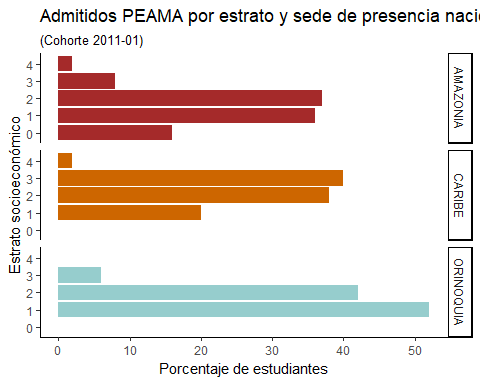 Admitidos PEAMA por estrato y sede de presencia naci
(Cohorte 2011-01)
Estrato socioeconómico
4
3
2
1
0
AMAZONIA
4
3
2
1
0
CARIBE
4
3
2
1
0
ORINOQUIA
0 10 20 30 40 50
Porcentaje de estudiantes